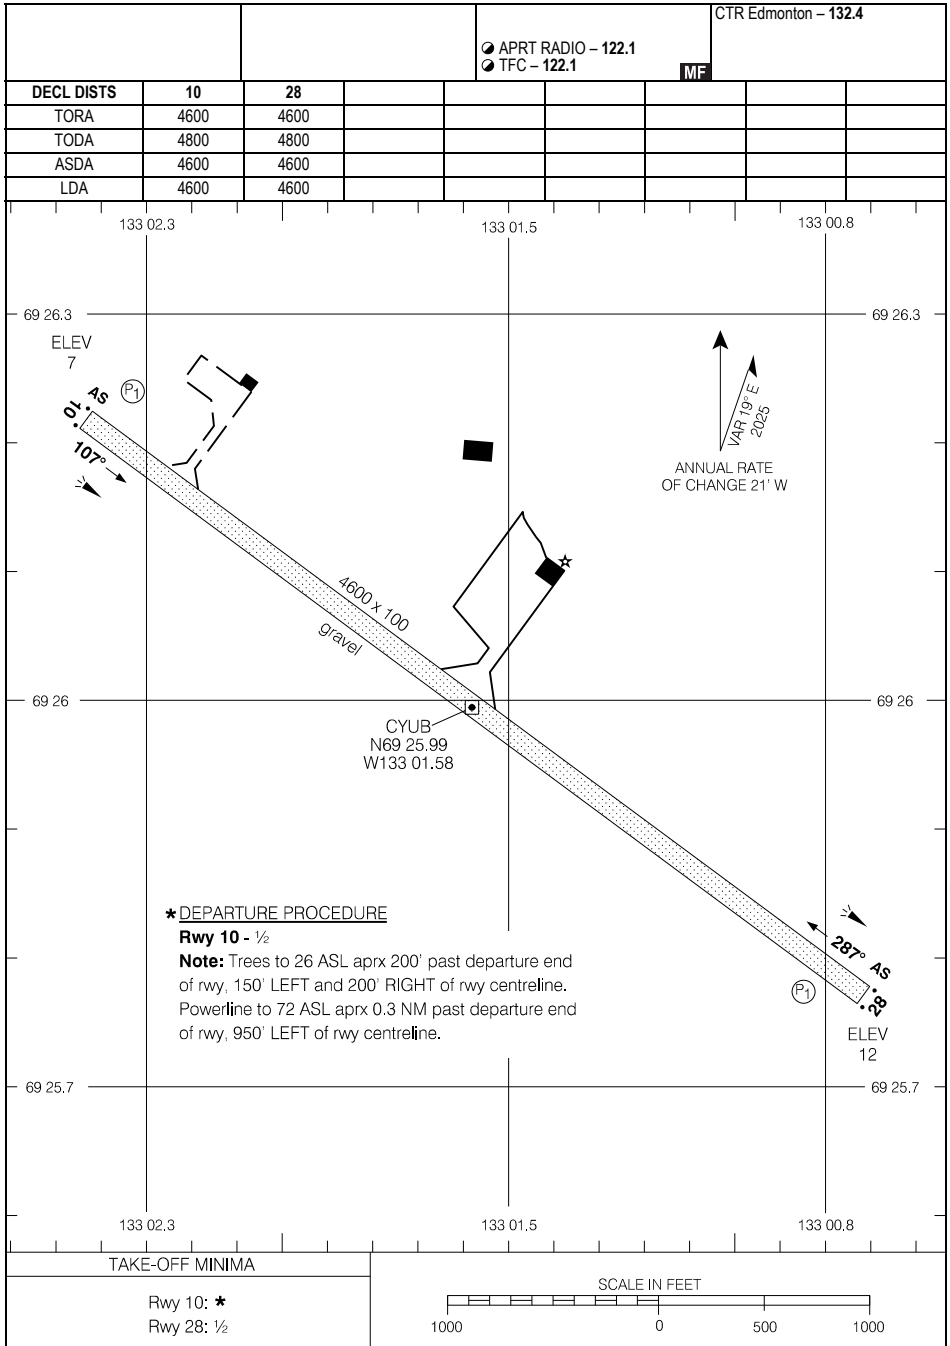 CTR Edmonton – 132.4
APRT RADIO – 122.1
TFC – 122.1
MF
DECL DISTS 10 28
TORA 4600 4600
TODA 4800 4800
ASDA 4600 4600
LDA 4600 4600
133 02.3 133 01.5 133 00.8
69 26.3 69 26.3
ELEV
7
P1
AS
10
107°
VAR 19° E
2025
ANNUAL RATE
OF CHANGE 21' W
4600 x 100
gravel
69 26 69 26
CYUB
N69 25.99
W133 01.58
* DEPARTURE PROCEDURE
Rwy 10 - ½
Note: Trees to 26 ASL aprx 200' past departure end
of rwy, 150' LEFT and 200' RIGHT of rwy centreline.
Powerline to 72 ASL aprx 0.3 NM past departure end
of rwy, 950' LEFT of rwy centreline.
287° AS
P1
28
ELEV
12
69 25.7 69 25.7
133 02.3 133 01.5 133 00.8
TAKE-OFF MINIMA
Rwy 10: *
Rwy 28: ½
SCALE IN FEET
1000 0 500 1000